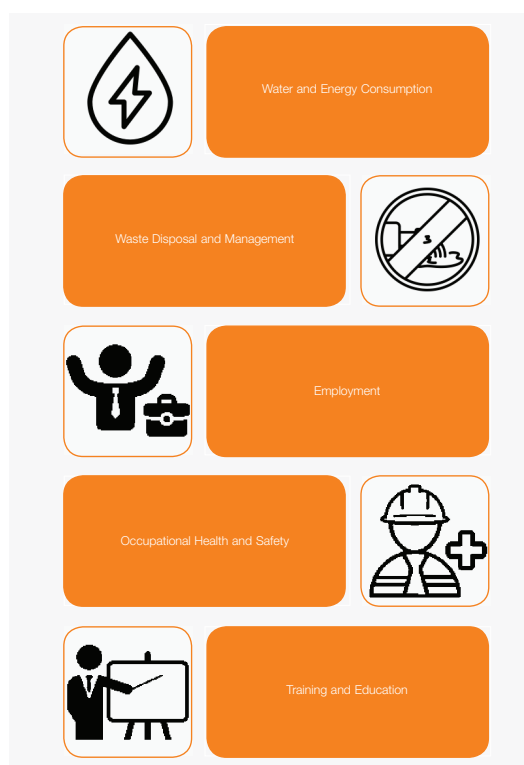 Water and Energy Consumption
Waste Disposal and Management
Employment
Occupational Health and Safety
Training and Education